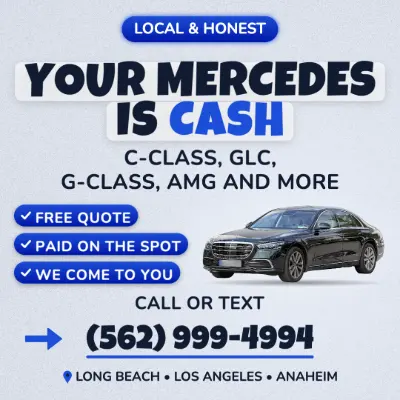 LOCAL & HONEST
YOUR MERCEDES
IS CASH
C-CLASS, GLC,
G-CLASS, AMG AND MORE
FREE QUOTE
PAID ON THE SPOT
WE COME TO YOU
CALL OR TEXT
(562) 999-4994
LONG BEACH • LOS ANGELES • ANAHEIM